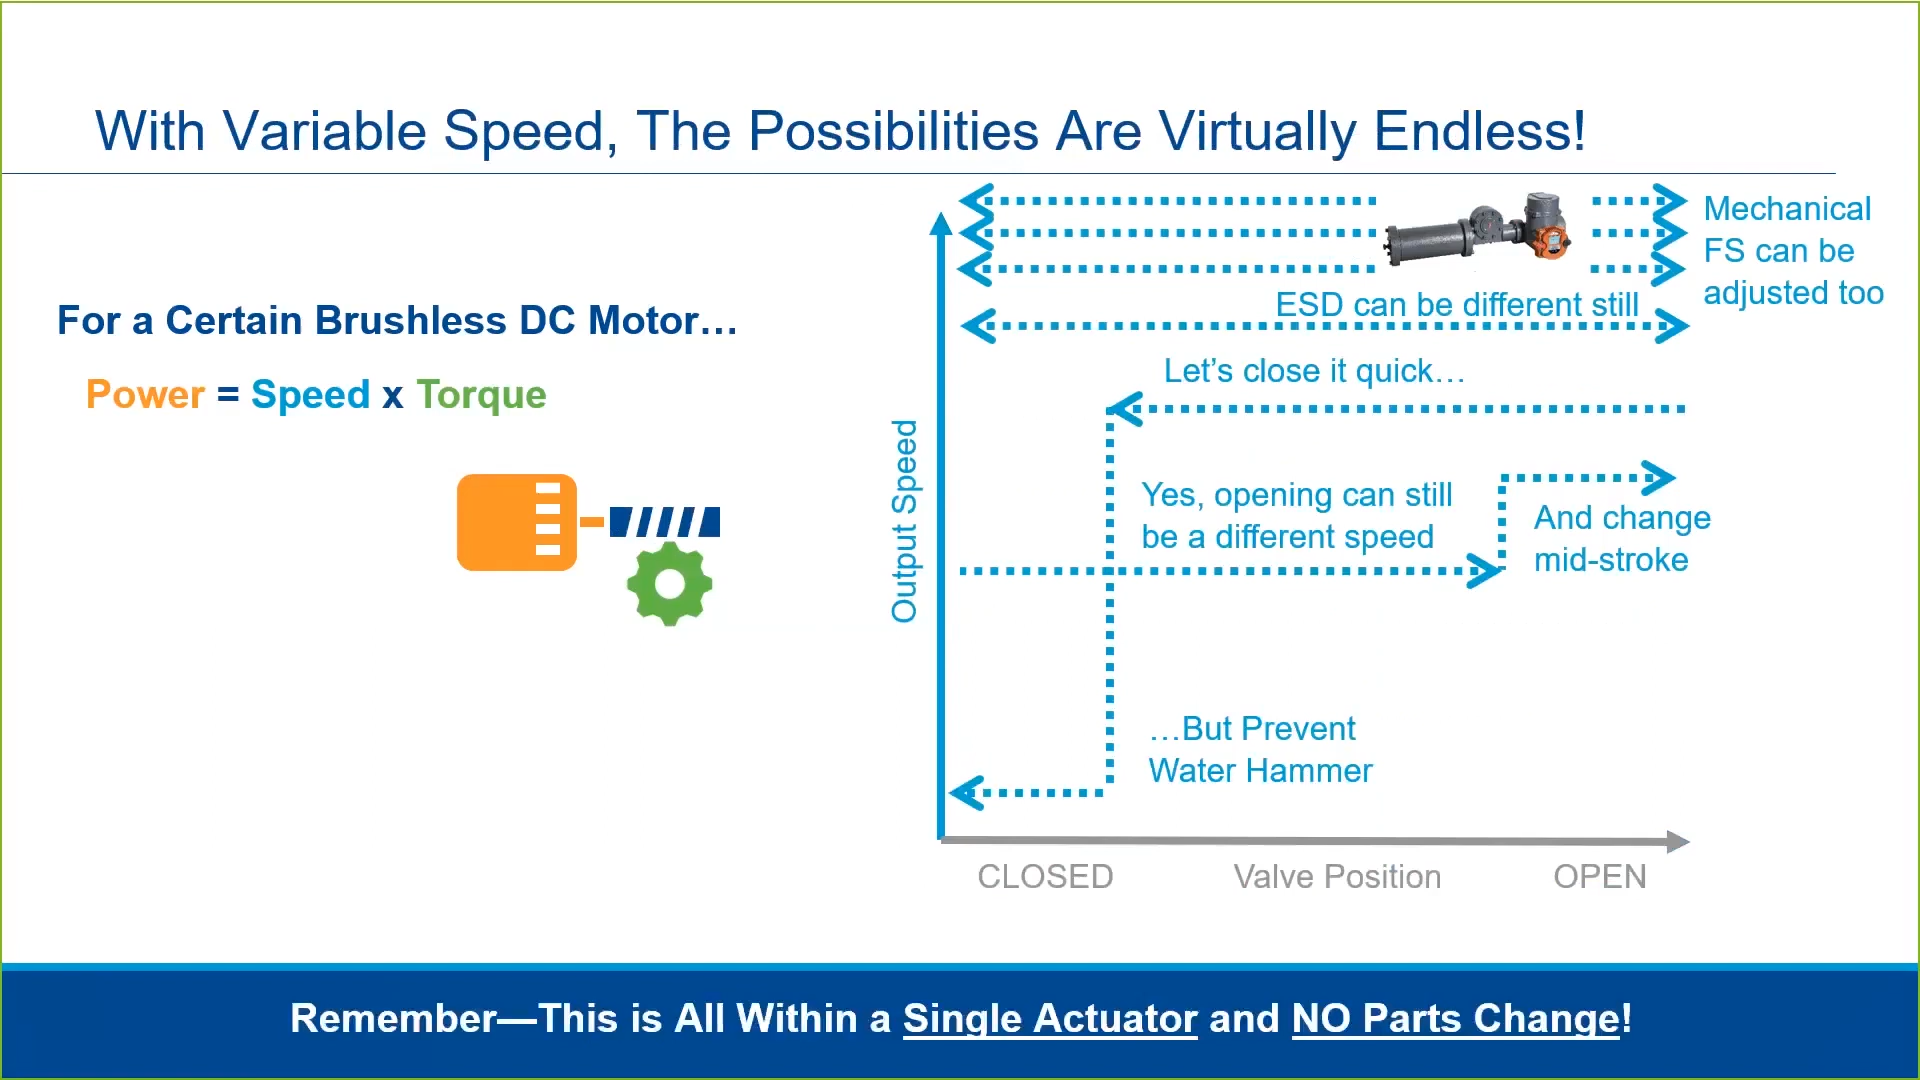 With Variable Speed, The Possibilities Are Virtually Endless!
For a Certain Brushless DC Motor…
Power = Speed x Torque
Mechanical
FS can be
adjusted too
ESD can be different still
Let’s close it quick…
Output Speed
Yes, opening can still
be a different speed
And change
mid-stroke
…But Prevent
Water Hammer
CLOSED
Valve Position
OPEN
Remember—This is All Within a Single Actuator and NO Parts Change!